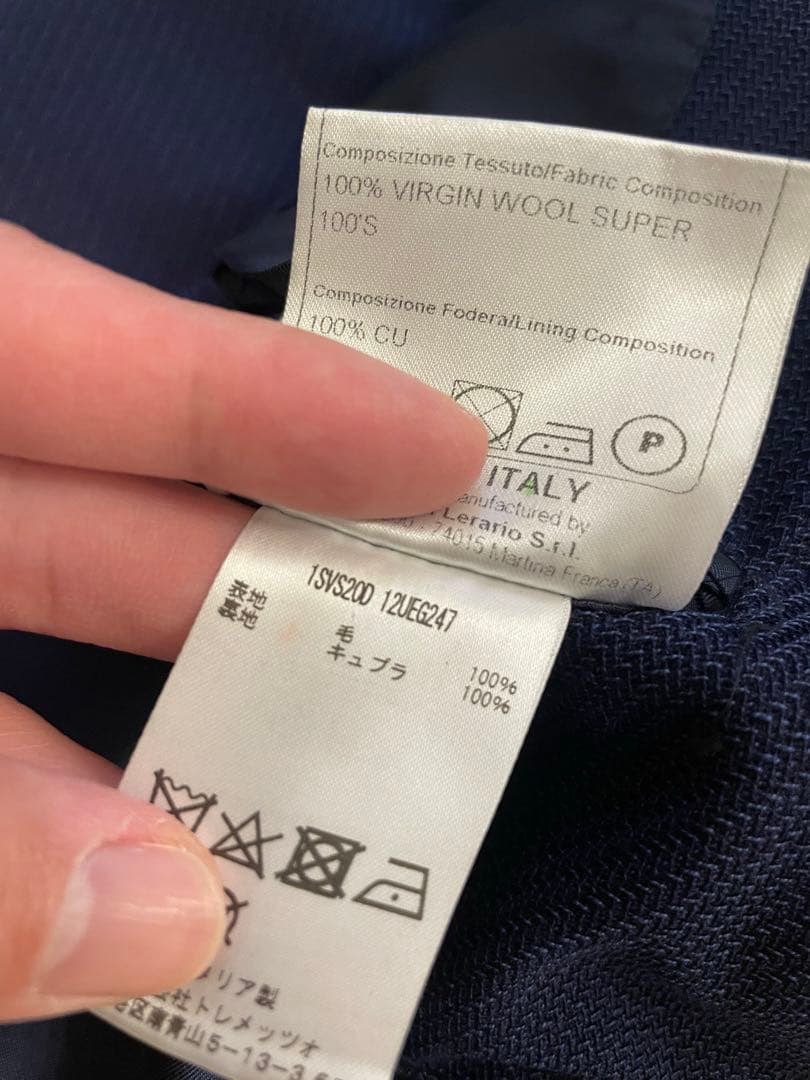 Composizione Tessuto/Fabric Composition
100% VIRGIN WOOL SUPER
100'S
Composizione Fodera/Lining Composition
100% CU
P
ITALY
anufactured by
Lerario S.r.l.
74015 Martina Franca (TA)
1SVS20D 12UEG247
表地 毛 100%
裏地 キュプラ 100%
リア製
社トレメッツォ
区南青山5-13-3